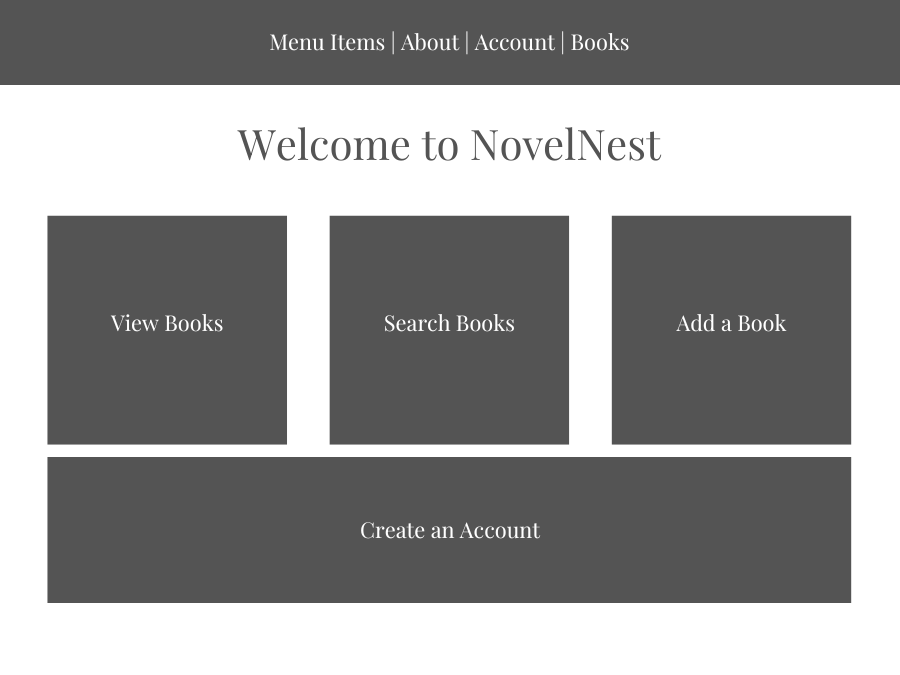 Menu Items | About | Account | Books
Welcome to NovelNest
View Books
Search Books
Add a Book
Create an Account